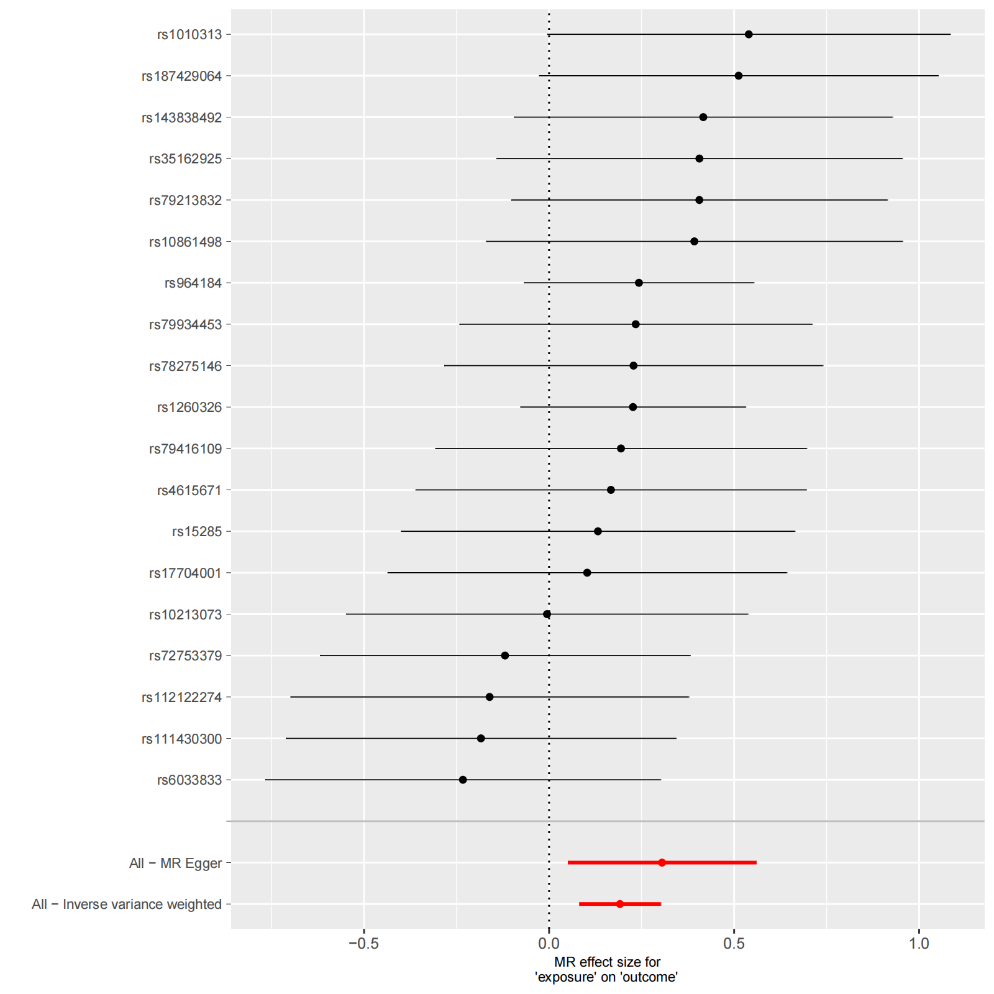 rs1010313
rs187429064
rs143838492
rs35162925
rs79213832
rs10861498
rs964184
rs79934453
rs78275146
rs1260326
rs79416109
rs4615671
rs15285
rs17704001
rs10213073
rs72753379
rs112122274
rs111430300
rs6033833
All − MR Egger
All − Inverse variance weighted
−0.5 0.0 0.5 1.0
MR effect size for
'exposure' on 'outcome'